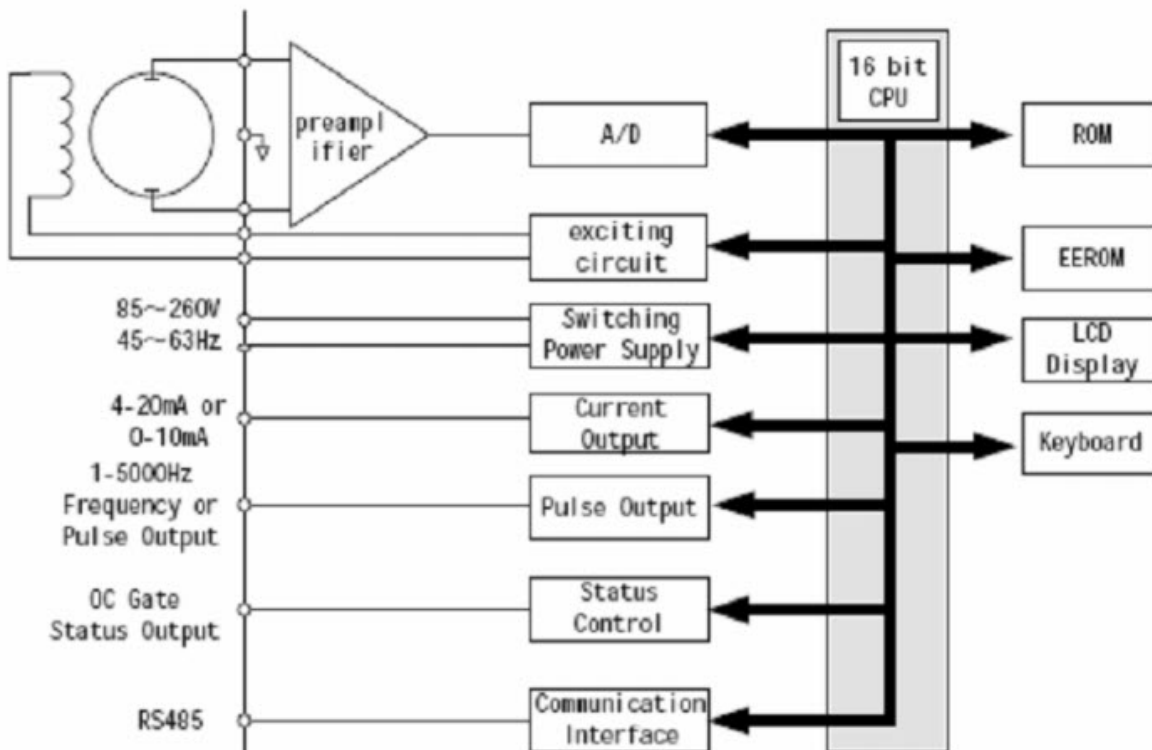 16 bit
CPU
preampl
ifier
A/D
ROM
exciting
circuit
EEROM
85～260V
45～63Hz
Switching
Power Supply
LCD
Display
4-20mA or
0-10mA
Current
Output
Keyboard
1-5000Hz
Frequency or
Pulse Output
Pulse Output
OC Gate
Status Output
Status
Control
RS485
Communication
Interface